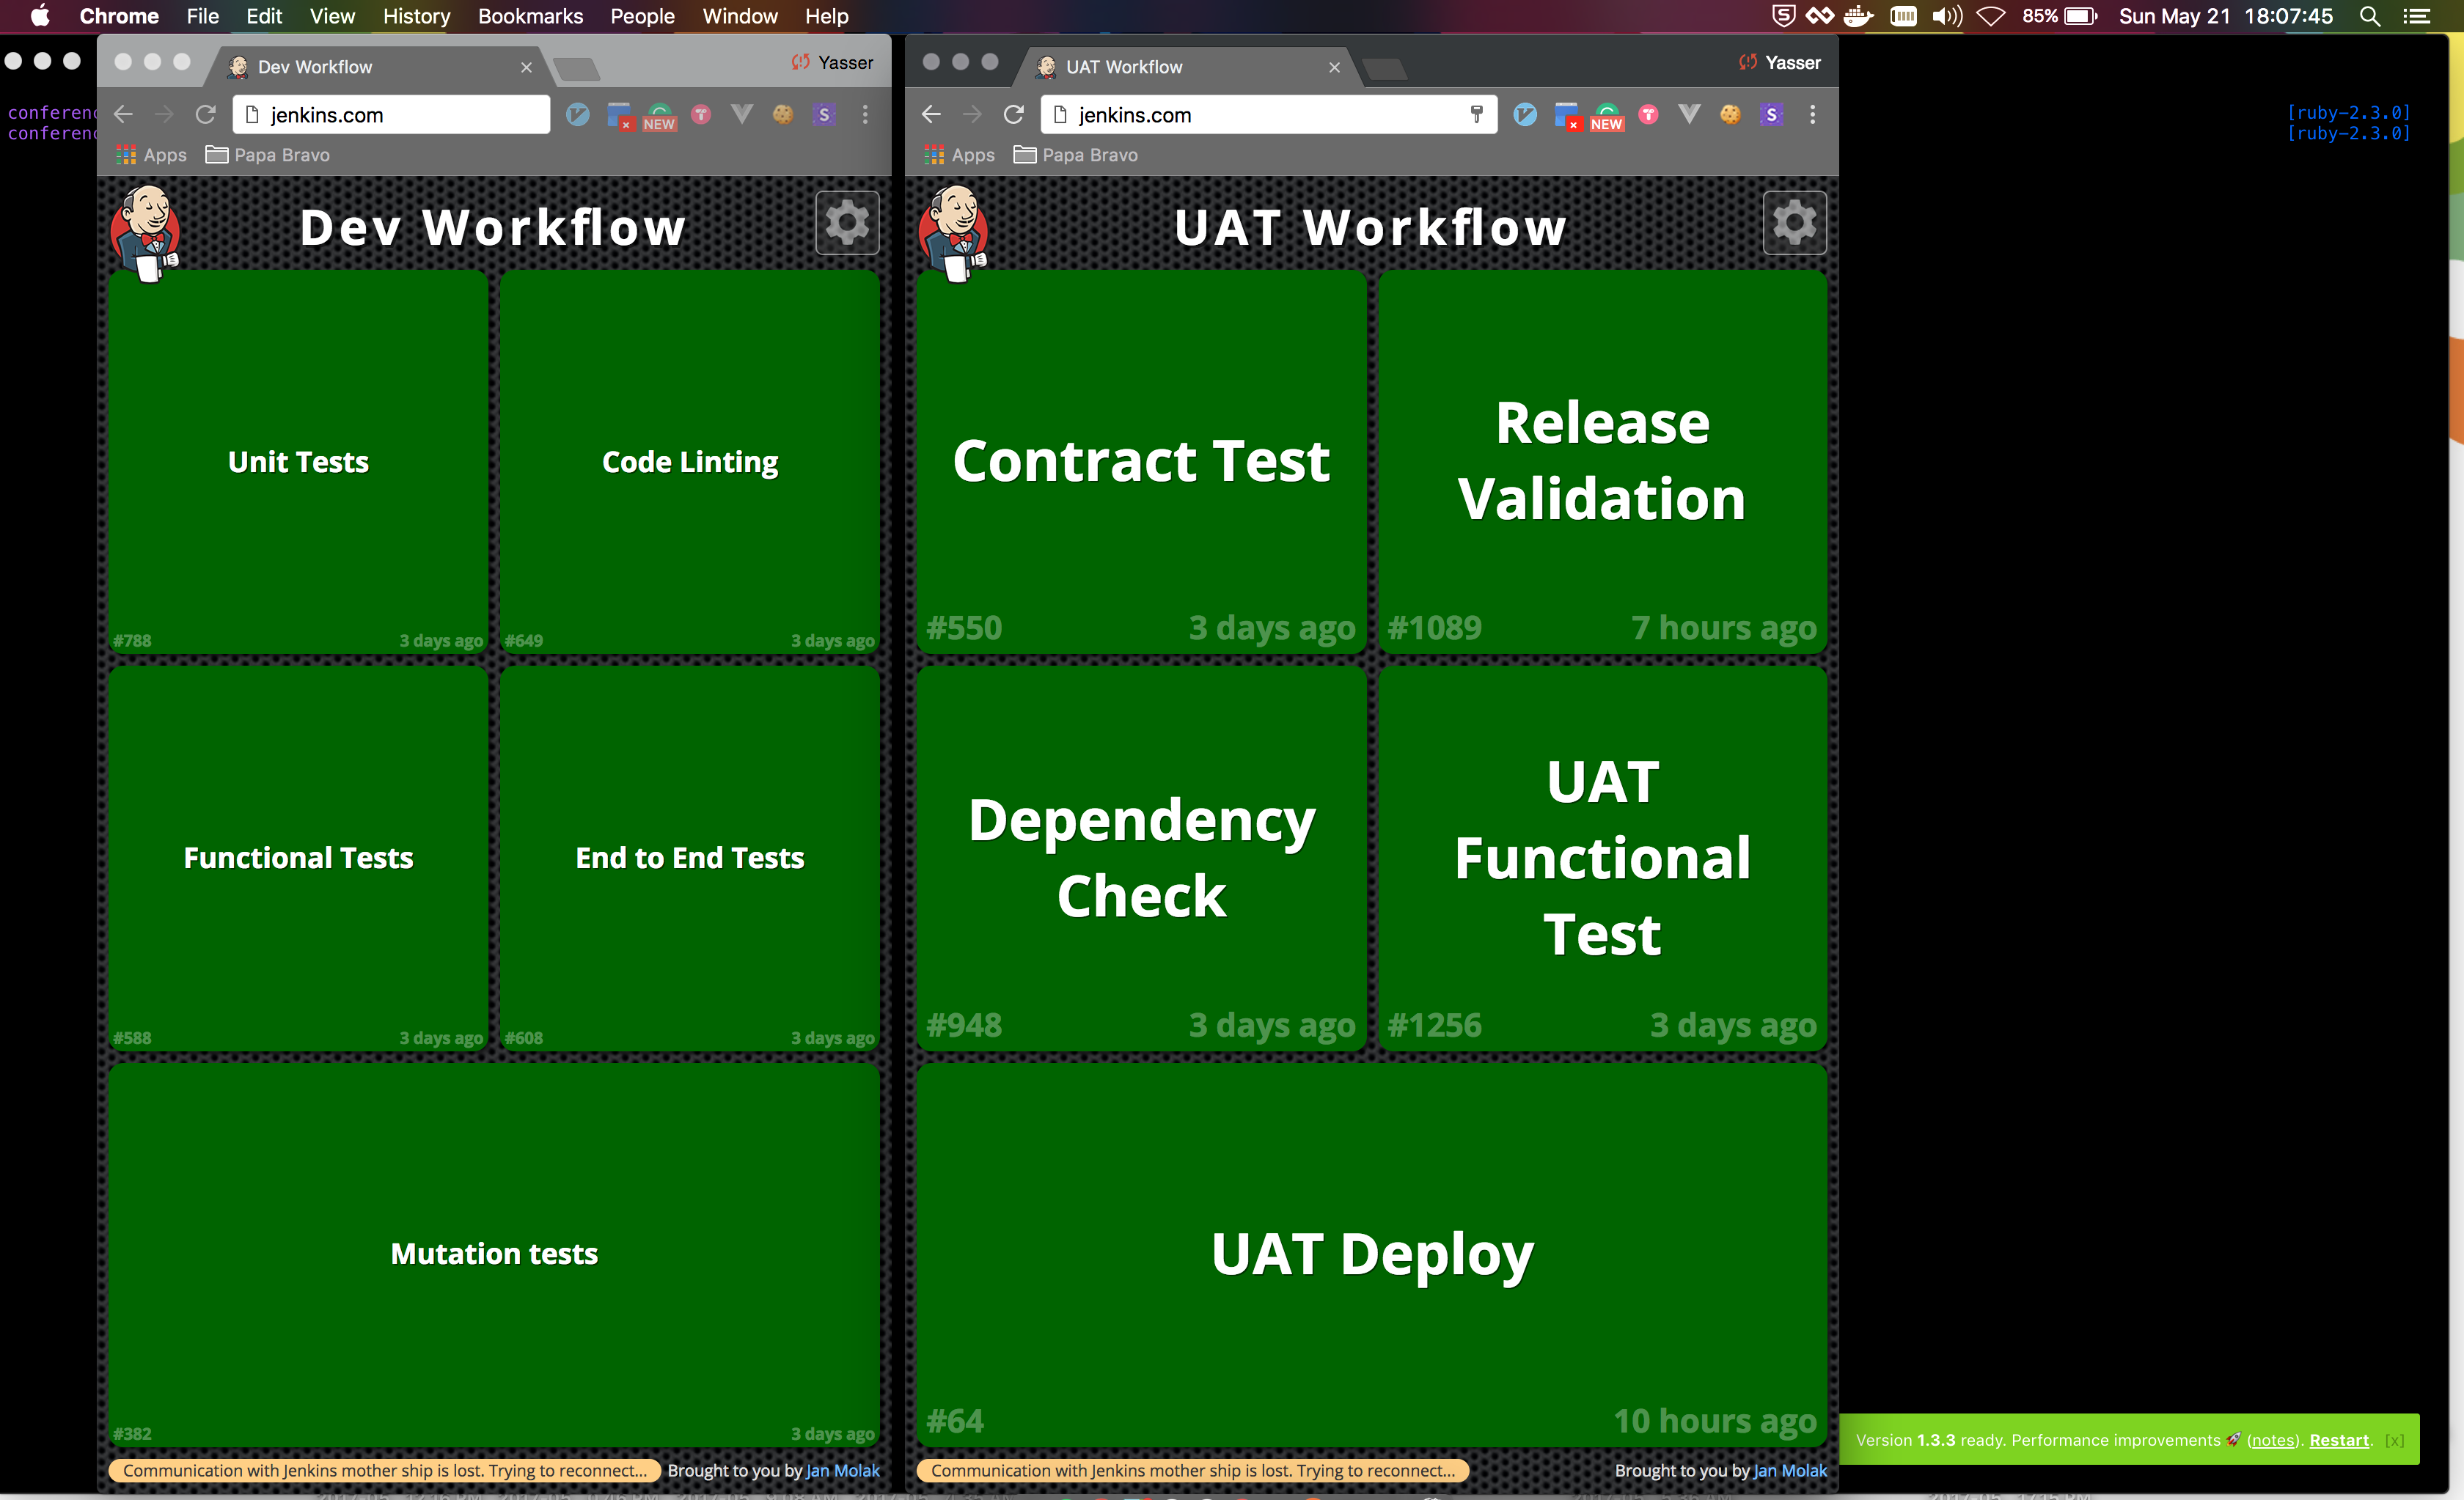 Chrome File Edit View History Bookmarks People Window Help
85% Sun May 21 18:07:45
Dev Workflow
Yasser
jenkins.com
NEW
S
Apps Papa Bravo
Dev Workflow
Unit Tests
#788 3 days ago
Code Linting
#649 3 days ago
Functional Tests
#588 3 days ago
End to End Tests
#608 3 days ago
Mutation tests
#382 3 days ago
Communication with Jenkins mother ship is lost. Trying to reconnect...
Brought to you by Jan Molak
UAT Workflow
Yasser
jenkins.com
NEW
S
Apps Papa Bravo
UAT Workflow
Contract Test
#550 3 days ago
Release
Validation
#1089 7 hours ago
Dependency
Check
#948 3 days ago
UAT
Functional
Test
#1256 3 days ago
UAT Deploy
#64 10 hours ago
Communication with Jenkins mother ship is lost. Trying to reconnect...
Brought to you by Jan Molak
[ruby-2.3.0]
[ruby-2.3.0]
Version 1.3.3 ready. Performance improvements 🚀 (notes). Restart. [x]